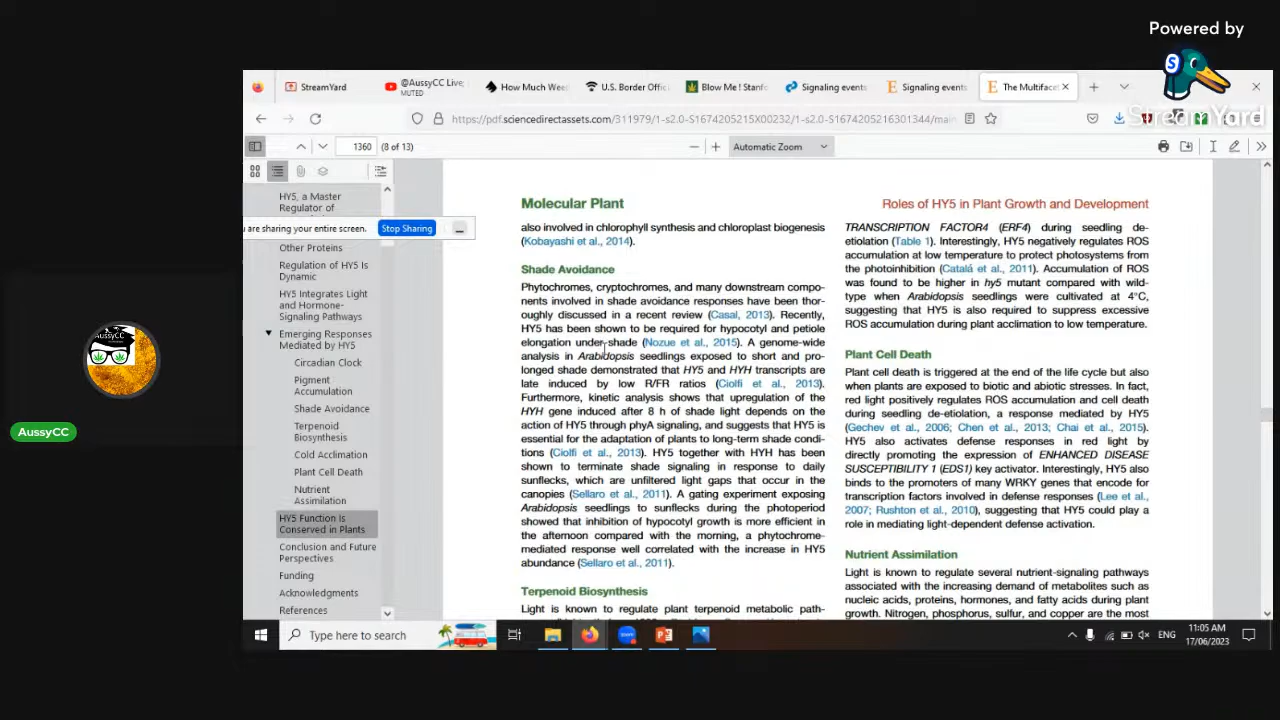 Powered by
StreamYard
StreamYard
@AussyCC Live;
MUTED
How Much Wee
U.S. Border Offic
Blow Me ! Stanf
Signaling events
Signaling events
The Multiface
https://pdf.sciencedirectassets.com/311979/1-s2.0-S1674205215X00232/1-s2.0-S1674205216301344/main
1360 (8 of 13)
Automatic Zoom
HY5, a Master
Regulator of
u are sharing your entire screen. Stop Sharing
Other Proteins
Regulation of HY5 Is
Dynamic
HY5 Integrates Light
and Hormone-
Signaling Pathways
Emerging Responses
Mediated by HY5
Circadian Clock
Pigment
Accumulation
Shade Avoidance
Terpenoid
Biosynthesis
Cold Acclimation
Plant Cell Death
Nutrient
Assimilation
HY5 Function Is
Conserved in Plants
Conclusion and Future
Perspectives
Funding
Acknowledgments
References
Molecular Plant
also involved in chlorophyll synthesis and chloroplast biogenesis
(Kobayashi et al., 2014).
Shade Avoidance
Phytochromes, cryptochromes, and many downstream compo-
nents involved in shade avoidance responses have been thor-
oughly discussed in a recent review (Casal, 2013). Recently,
HY5 has been shown to be required for hypocotyl and petiole
elongation under shade (Nozue et al., 2015). A genome-wide
analysis in Arabidopsis seedlings exposed to short and pro-
longed shade demonstrated that HY5 and HYH transcripts are
late induced by low R/FR ratios (Ciolfi et al., 2013).
Furthermore, kinetic analysis shows that upregulation of the
HYH gene induced after 8 h of shade light depends on the
action of HY5 through phyA signaling, and suggests that HY5 is
essential for the adaptation of plants to long-term shade condi-
tions (Ciolfi et al., 2013). HY5 together with HYH has been
shown to terminate shade signaling in response to daily
sunflecks, which are unfiltered light gaps that occur in the
canopies (Sellaro et al., 2011). A gating experiment exposing
Arabidopsis seedlings to sunflecks during the photoperiod
showed that inhibition of hypocotyl growth is more efficient in
the afternoon compared with the morning, a phytochrome-
mediated response well correlated with the increase in HY5
abundance (Sellaro et al., 2011).
Terpenoid Biosynthesis
Light is known to regulate plant terpenoid metabolic path-
Roles of HY5 in Plant Growth and Development
TRANSCRIPTION FACTOR4 (ERF4) during seedling de-
etiolation (Table 1). Interestingly, HY5 negatively regulates ROS
accumulation at low temperature to protect photosystems from
the photoinhibition (Catalá et al., 2011). Accumulation of ROS
was found to be higher in hy5 mutant compared with wild-
type when Arabidopsis seedlings were cultivated at 4°C,
suggesting that HY5 is also required to suppress excessive
ROS accumulation during plant acclimation to low temperature.
Plant Cell Death
Plant cell death is triggered at the end of the life cycle but also
when plants are exposed to biotic and abiotic stresses. In fact,
red light positively regulates ROS accumulation and cell death
during seedling de-etiolation, a response mediated by HY5
(Gechev et al., 2006; Chen et al., 2013; Chai et al., 2015).
HY5 also activates defense responses in red light by
directly promoting the expression of ENHANCED DISEASE
SUSCEPTIBILITY 1 (EDS1) key activator. Interestingly, HY5 also
binds to the promoters of many WRKY genes that encode for
transcription factors involved in defense responses (Lee et al.,
2007; Rushton et al., 2010), suggesting that HY5 could play a
role in mediating light-dependent defense activation.
Nutrient Assimilation
Light is known to regulate several nutrient-signaling pathways
associated with the increasing demand of metabolites such as
nucleic acids, proteins, hormones, and fatty acids during plant
growth. Nitrogen, phosphorus, sulfur, and copper are the most
AussyCC
AussyCC
Type here to search
ENG
11:05 AM
17/06/2023